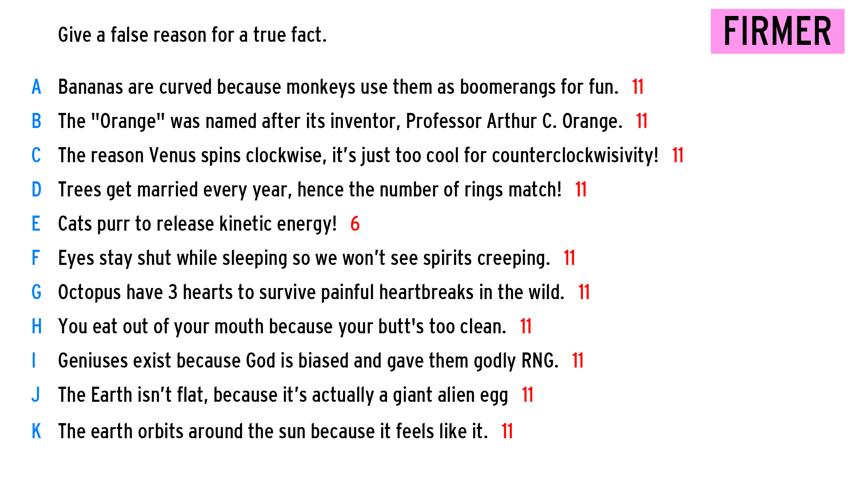 Give a false reason for a true fact.
FIRMER
A Bananas are curved because monkeys use them as boomerangs for fun. 11
B The "Orange" was named after its inventor, Professor Arthur C. Orange. 11
C The reason Venus spins clockwise, it's just too cool for counterclockwisivity! 11
D Trees get married every year, hence the number of rings match! 11
E Cats purr to release kinetic energy! 6
F Eyes stay shut while sleeping so we won't see spirits creeping. 11
G Octopus have 3 hearts to survive painful heartbreaks in the wild. 11
H You eat out of your mouth because your butt's too clean. 11
I Geniuses exist because God is biased and gave them godly RNG. 11
J The Earth isn't flat, because it's actually a giant alien egg 11
K The earth orbits around the sun because it feels like it. 11